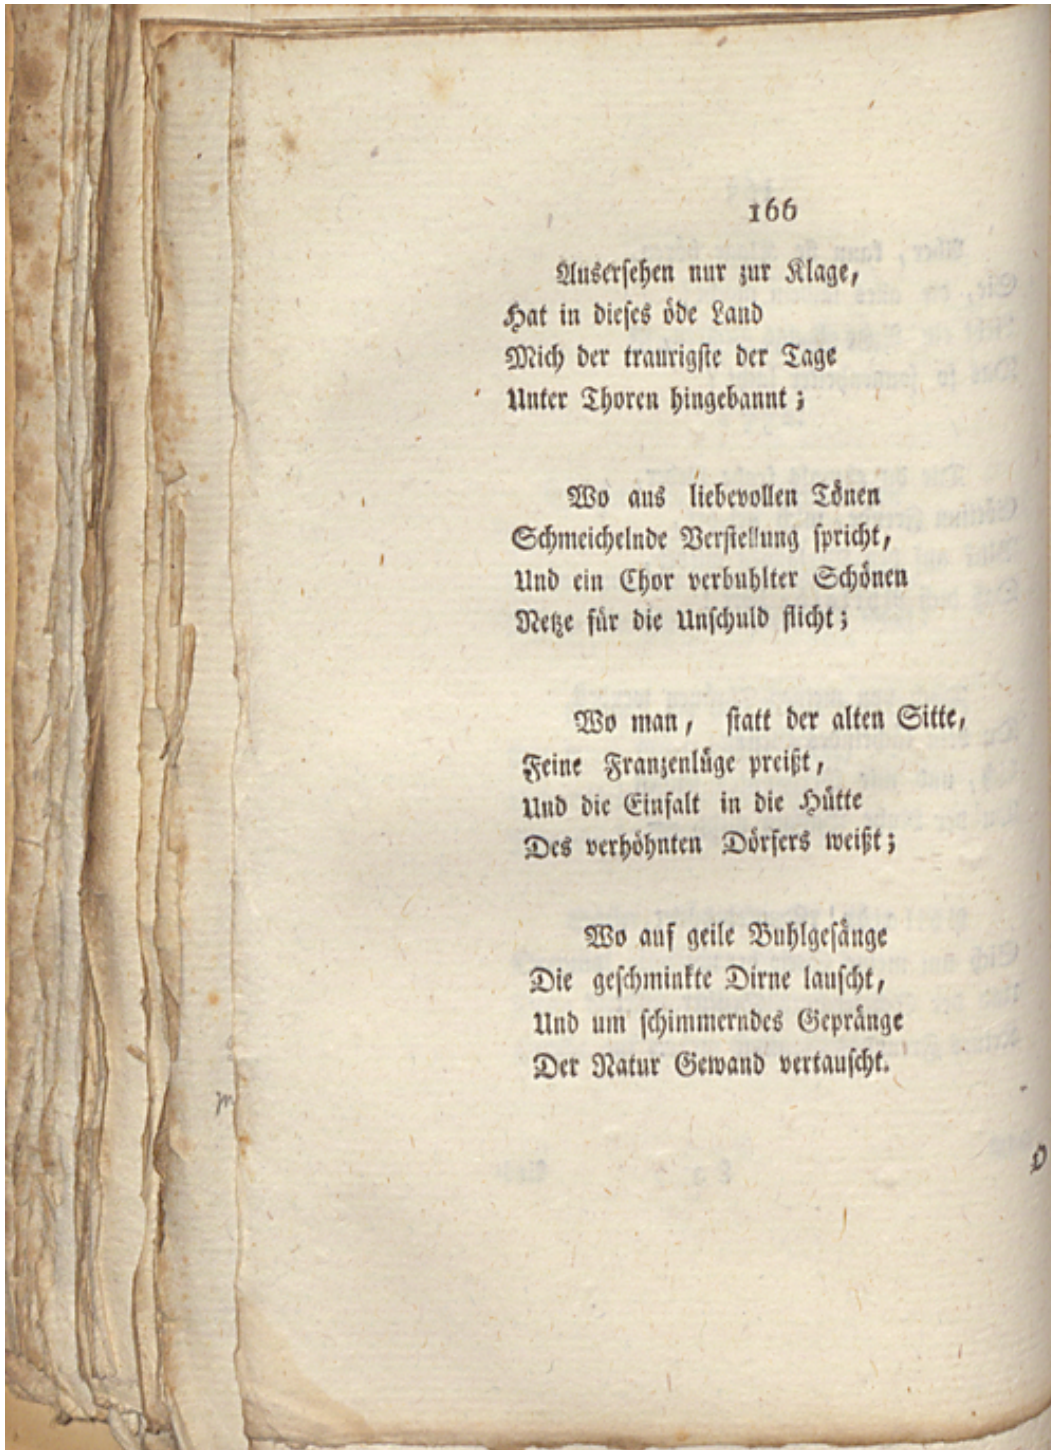 166
Ausersehen nur zur Klage,
Hat in dieses öde Land
Mich der traurigste der Tage
Unter Thoren hingebannt;
Wo aus liebevollen Tönen
Schmeichelnde Verstellung spricht,
Und ein Chor verbuhlter Schönen
Netze für die Unschuld flicht;
Wo man, statt der alten Sitte,
Feine Franzenlüge preißt,
Und die Einfalt in die Hütte
Des verhöhnten Dörfers weißt;
Wo auf geile Buhlgesänge
Die geschminkte Dirne lauscht,
Und um schimmerndes Gepränge
Der Natur Gewand vertauscht.
D